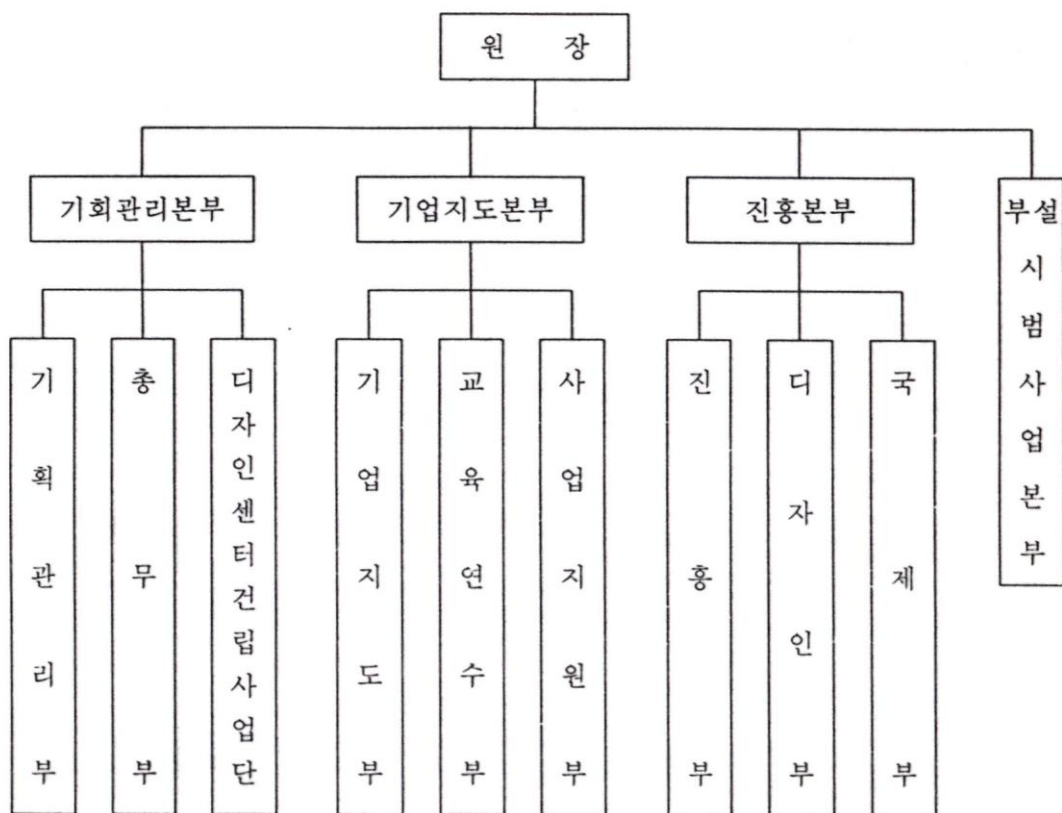 원 장
기회관리본부
기업지도본부
진흥본부
부설시범사업본부
기획관리부
총무부
디자인센터건립사업단
기업지도부
교육연수부
사업지원부
진흥부
디자인부
국제부